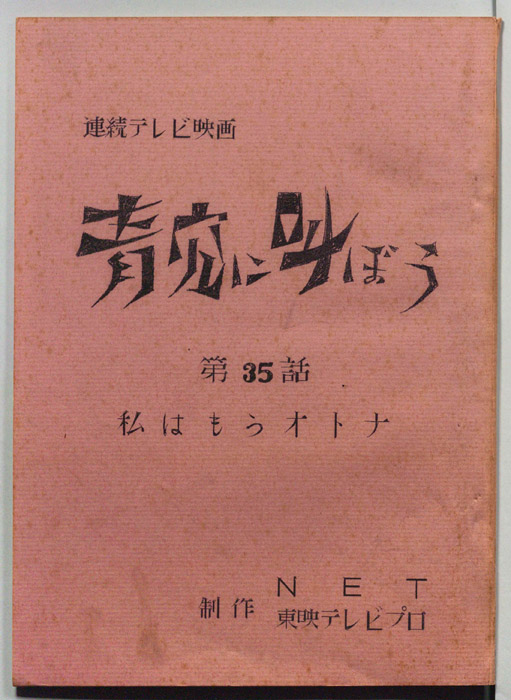 連続テレビ映画
青空に叫ぼう
第35話
私はもうオトナ
制作 NET
東映テレビプロ